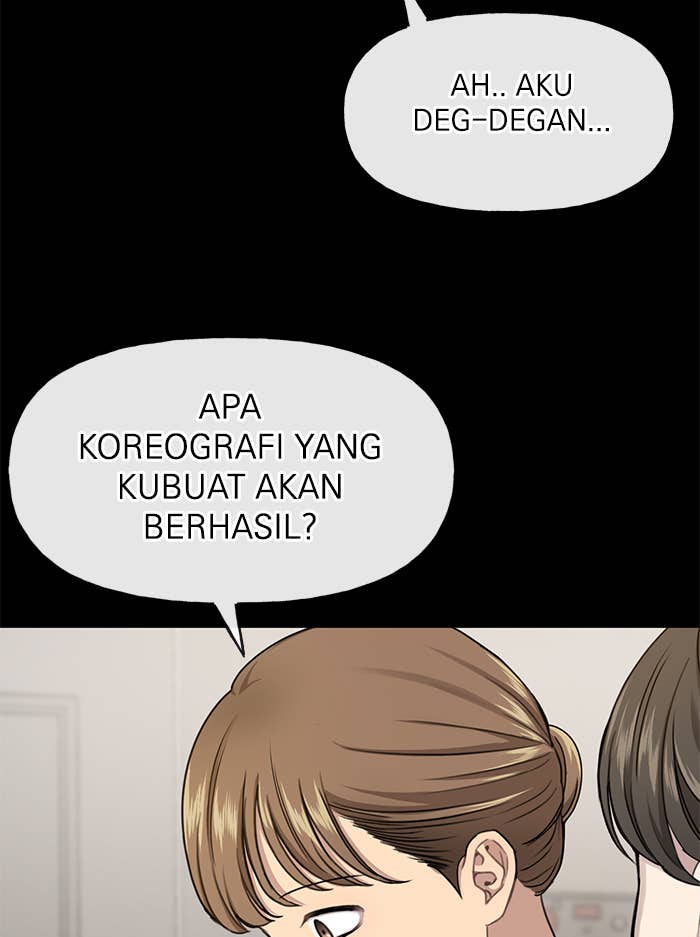 AH.. AKU
DEG-DEGAN...
APA
KOREOGRAFI YANG
KUBUAT AKAN
BERHASIL?